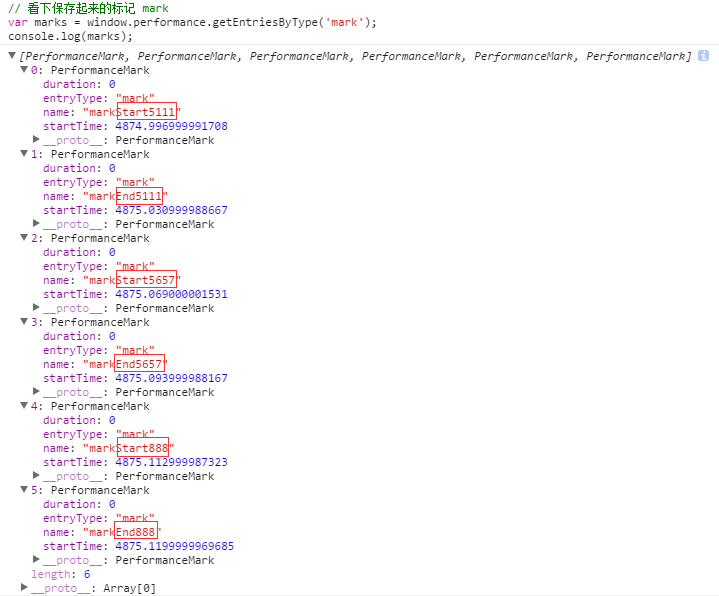 // 看下保存起来的标记 mark
var marks = window.performance.getEntriesByType('mark');
console.log(marks);
[PerformanceMark, PerformanceMark, PerformanceMark, PerformanceMark, PerformanceMark, PerformanceMark] i
0: PerformanceMark
duration: 0
entryType: "mark"
name: "markStart5111"
startTime: 4874.996999991708
__proto__: PerformanceMark
1: PerformanceMark
duration: 0
entryType: "mark"
name: "markEnd5111"
startTime: 4875.030999988667
__proto__: PerformanceMark
2: PerformanceMark
duration: 0
entryType: "mark"
name: "markStart5657"
startTime: 4875.069000001531
__proto__: PerformanceMark
3: PerformanceMark
duration: 0
entryType: "mark"
name: "markEnd5657"
startTime: 4875.093999988167
__proto__: PerformanceMark
4: PerformanceMark
duration: 0
entryType: "mark"
name: "markStart888"
startTime: 4875.112999987323
__proto__: PerformanceMark
5: PerformanceMark
duration: 0
entryType: "mark"
name: "markEnd888"
startTime: 4875.1199999969685
__proto__: PerformanceMark
length: 6
__proto__: Array[0]